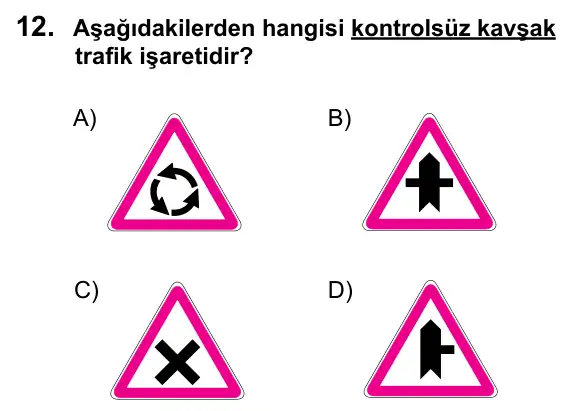 12. Aşağıdakilerden hangisi kontrolsüz kavşak
trafik işaretidir?
A)
B)
C)
D)